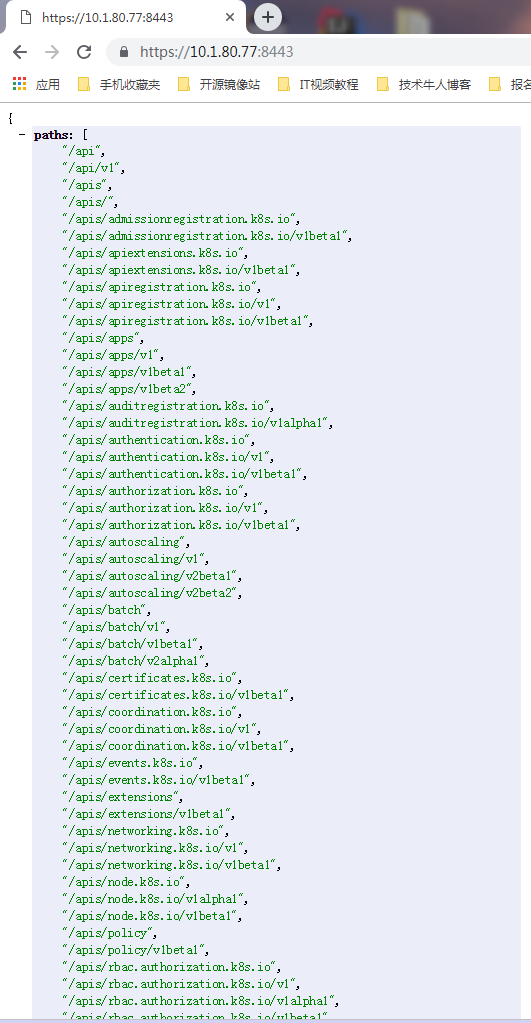 https://10.1.80.77:8443
https://10.1.80.77:8443
应用 手机收藏夹 开源镜像站 IT视频教程 技术牛人博客 报名
{
- paths: [
"/api",
"/api/v1",
"/apis",
"/apis/",
"/apis/admissionregistration.k8s.io",
"/apis/admissionregistration.k8s.io/v1beta1",
"/apis/apiextensions.k8s.io",
"/apis/apiextensions.k8s.io/v1beta1",
"/apis/apiregistration.k8s.io",
"/apis/apiregistration.k8s.io/v1",
"/apis/apiregistration.k8s.io/v1beta1",
"/apis/apps",
"/apis/apps/v1",
"/apis/apps/v1beta1",
"/apis/apps/v1beta2",
"/apis/auditregistration.k8s.io",
"/apis/auditregistration.k8s.io/v1alpha1",
"/apis/authentication.k8s.io",
"/apis/authentication.k8s.io/v1",
"/apis/authentication.k8s.io/v1beta1",
"/apis/authorization.k8s.io",
"/apis/authorization.k8s.io/v1",
"/apis/authorization.k8s.io/v1beta1",
"/apis/autoscaling",
"/apis/autoscaling/v1",
"/apis/autoscaling/v2beta1",
"/apis/autoscaling/v2beta2",
"/apis/batch",
"/apis/batch/v1",
"/apis/batch/v1beta1",
"/apis/batch/v2alpha1",
"/apis/certificates.k8s.io",
"/apis/certificates.k8s.io/v1beta1",
"/apis/coordination.k8s.io",
"/apis/coordination.k8s.io/v1",
"/apis/coordination.k8s.io/v1beta1",
"/apis/events.k8s.io",
"/apis/events.k8s.io/v1beta1",
"/apis/extensions",
"/apis/extensions/v1beta1",
"/apis/networking.k8s.io",
"/apis/networking.k8s.io/v1",
"/apis/networking.k8s.io/v1beta1",
"/apis/node.k8s.io",
"/apis/node.k8s.io/v1alpha1",
"/apis/node.k8s.io/v1beta1",
"/apis/policy",
"/apis/policy/v1beta1",
"/apis/rbac.authorization.k8s.io",
"/apis/rbac.authorization.k8s.io/v1",
"/apis/rbac.authorization.k8s.io/v1alpha1",
"/apis/rbac.authorization.k8s.io/v1beta1"